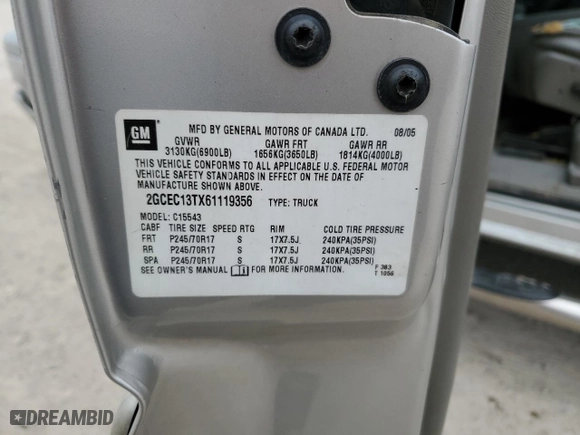 GM
MFD BY GENERAL MOTORS OF CANADA LTD. 08/05
GVWR GAWR FRT GAWR RR
3130KG(6900LB) 1656KG(3650LB) 1814KG(4000LB)
THIS VEHICLE CONFORMS TO ALL APPLICABLE U.S. FEDERAL MOTOR
VEHICLE SAFETY STANDARDS IN EFFECT ON THE DATE OF
MANUFACTURE SHOWN ABOVE.
2GCEC13TX61119356 TYPE: TRUCK
MODEL: C15543
CABF TIRE SIZE SPEED RTG RIM COLD TIRE PRESSURE
FRT P245/70R17 S 17X7.5J 240KPA(35PSI)
RR P245/70R17 S 17X7.5J 240KPA(35PSI)
SPA P245/70R17 S 17X7.5J 240KPA(35PSI)
SEE OWNER'S MANUAL FOR MORE INFORMATION.
F 383
T 1056
DREAMBID